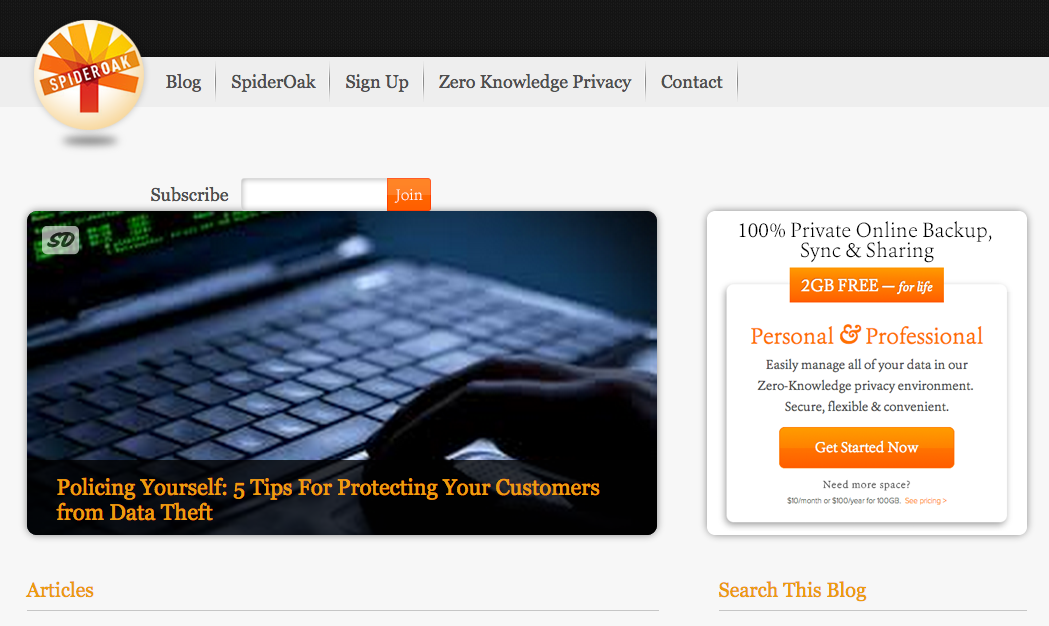 SPIDEROAK
Blog
SpiderOak
Sign Up
Zero Knowledge Privacy
Contact
Subscribe
Join
SD
Policing Yourself: 5 Tips For Protecting Your Customers
from Data Theft
100% Private Online Backup,
Sync & Sharing
2GB FREE — for life
Personal & Professional
Easily manage all of your data in our
Zero-Knowledge privacy environment.
Secure, flexible & convenient.
Get Started Now
Need more space?
$10/month or $100/year for 100GB. See pricing >
Articles
Search This Blog